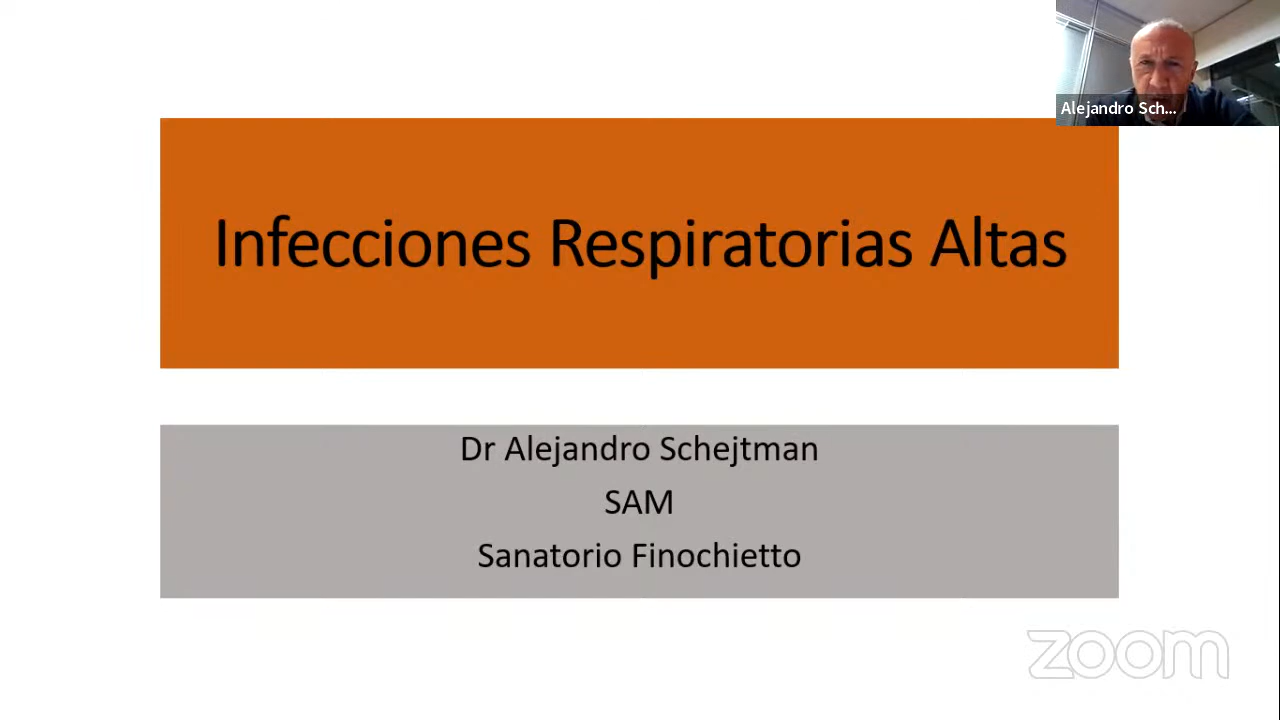 Alejandro Sch...
Infecciones Respiratorias Altas
Dr Alejandro Schejtman
SAM
Sanatorio Finochietto
zoom